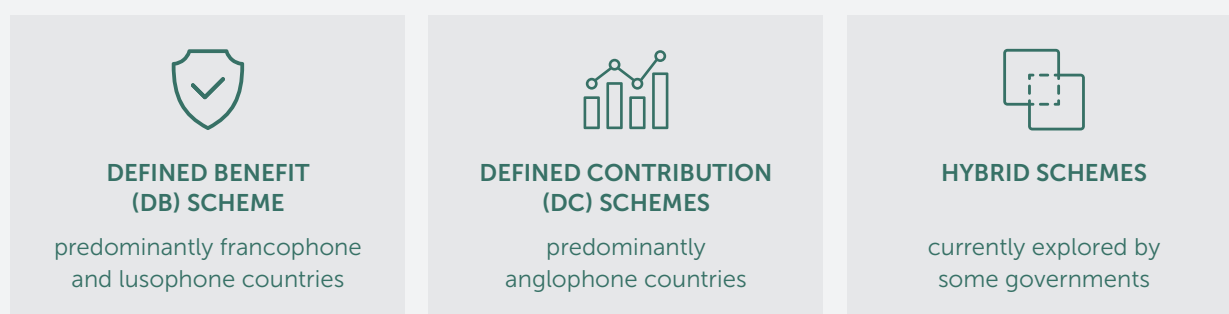 DEFINED BENEFIT
(DB) SCHEME
predominantly francophone
and lusophone countries
DEFINED CONTRIBUTION
(DC) SCHEMES
predominantly
anglophone countries
HYBRID SCHEMES
currently explored by
some governments